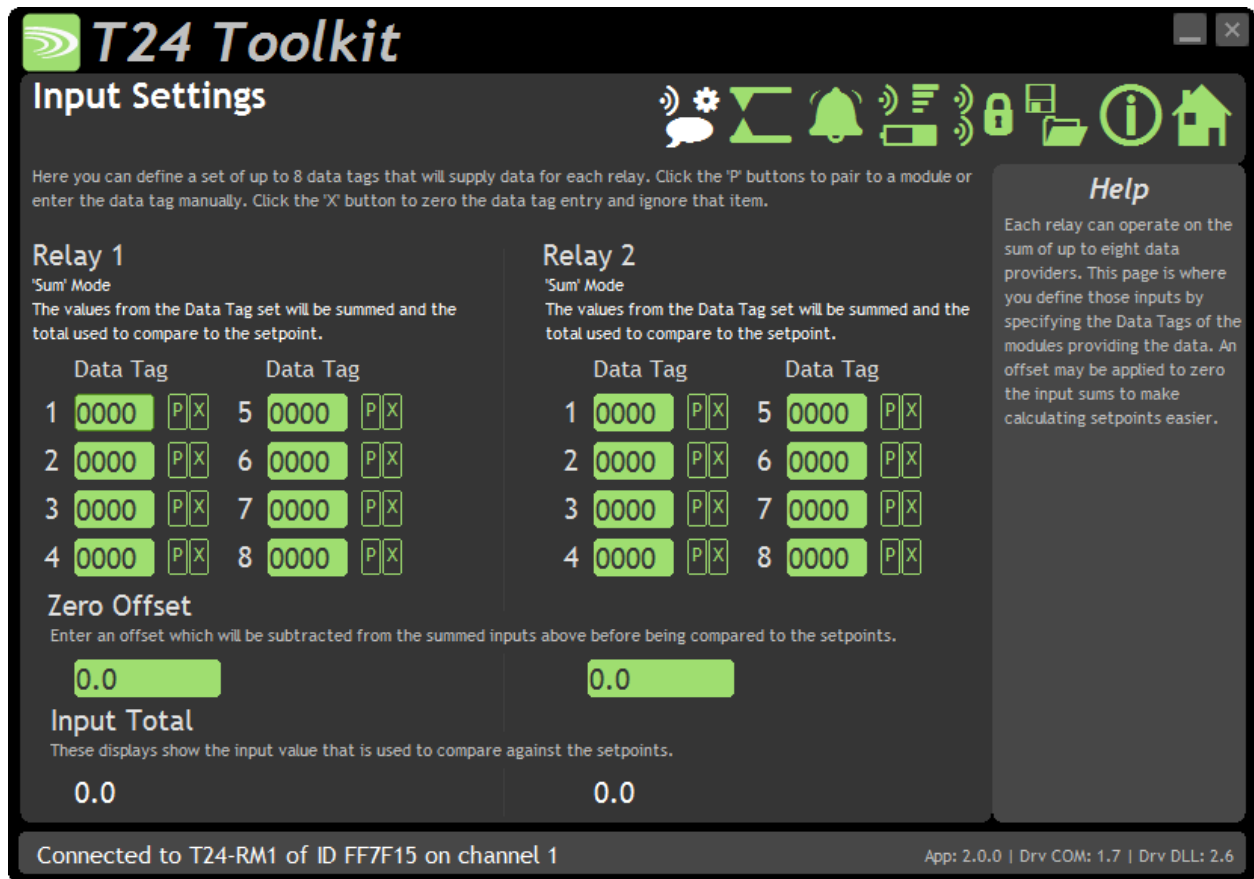 T24 Toolkit
Input Settings
Here you can define a set of up to 8 data tags that will supply data for each relay. Click the 'P' buttons to pair to a module or
enter the data tag manually. Click the 'X' button to zero the data tag entry and ignore that item.
Relay 1
'Sum' Mode
The values from the Data Tag set will be summed and the
total used to compare to the setpoint.
Data Tag Data Tag
1 0000 P X 5 0000 P X
2 0000 P X 6 0000 P X
3 0000 P X 7 0000 P X
4 0000 P X 8 0000 P X
Relay 2
'Sum' Mode
The values from the Data Tag set will be summed and the
total used to compare to the setpoint.
Data Tag Data Tag
1 0000 P X 5 0000 P X
2 0000 P X 6 0000 P X
3 0000 P X 7 0000 P X
4 0000 P X 8 0000 P X
Zero Offset
Enter an offset which will be subtracted from the summed inputs above before being compared to the setpoints.
0.0 0.0
Input Total
These displays show the input value that is used to compare against the setpoints.
0.0 0.0
Help
Each relay can operate on the
sum of up to eight data
providers. This page is where
you define those inputs by
specifying the Data Tags of the
modules providing the data. An
offset may be applied to zero
the input sums to make
calculating setpoints easier.
Connected to T24-RM1 of ID FF7F15 on channel 1
App: 2.0.0 | Drv COM: 1.7 | Drv DLL: 2.6